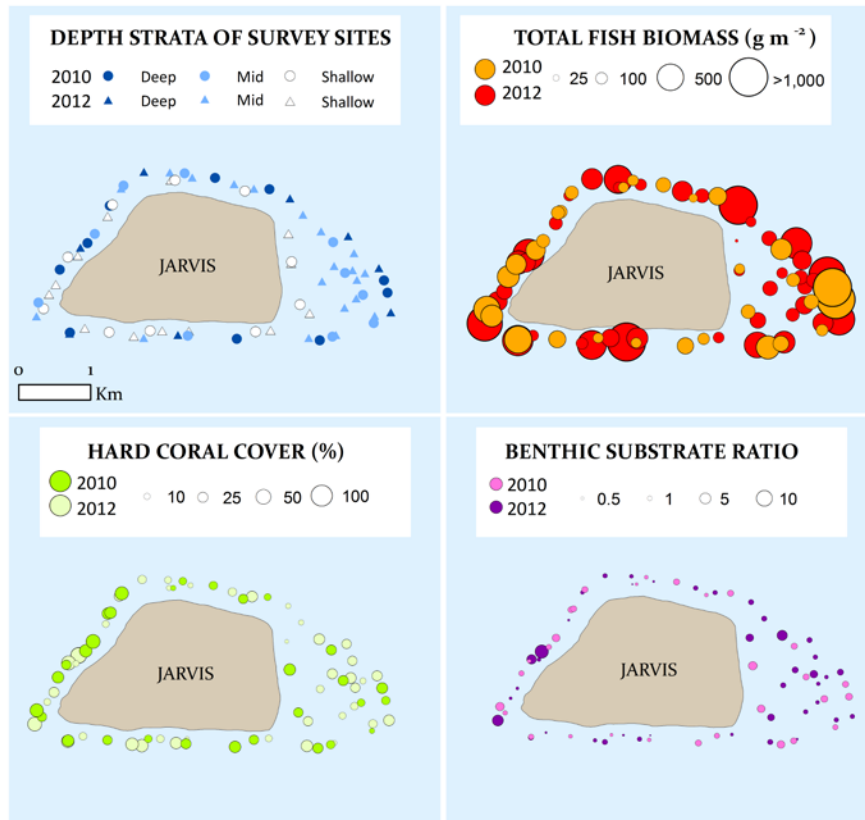 DEPTH STRATA OF SURVEY SITES
2010 Deep Mid Shallow
2012 Deep Mid Shallow
JARVIS
0 1
Km
TOTAL FISH BIOMASS (g m⁻²)
2010
2012
25 100 500 >1,000
JARVIS
HARD CORAL COVER (%)
2010
2012
10 25 50 100
JARVIS
BENTHIC SUBSTRATE RATIO
2010
2012
0.5 1 5 10
JARVIS